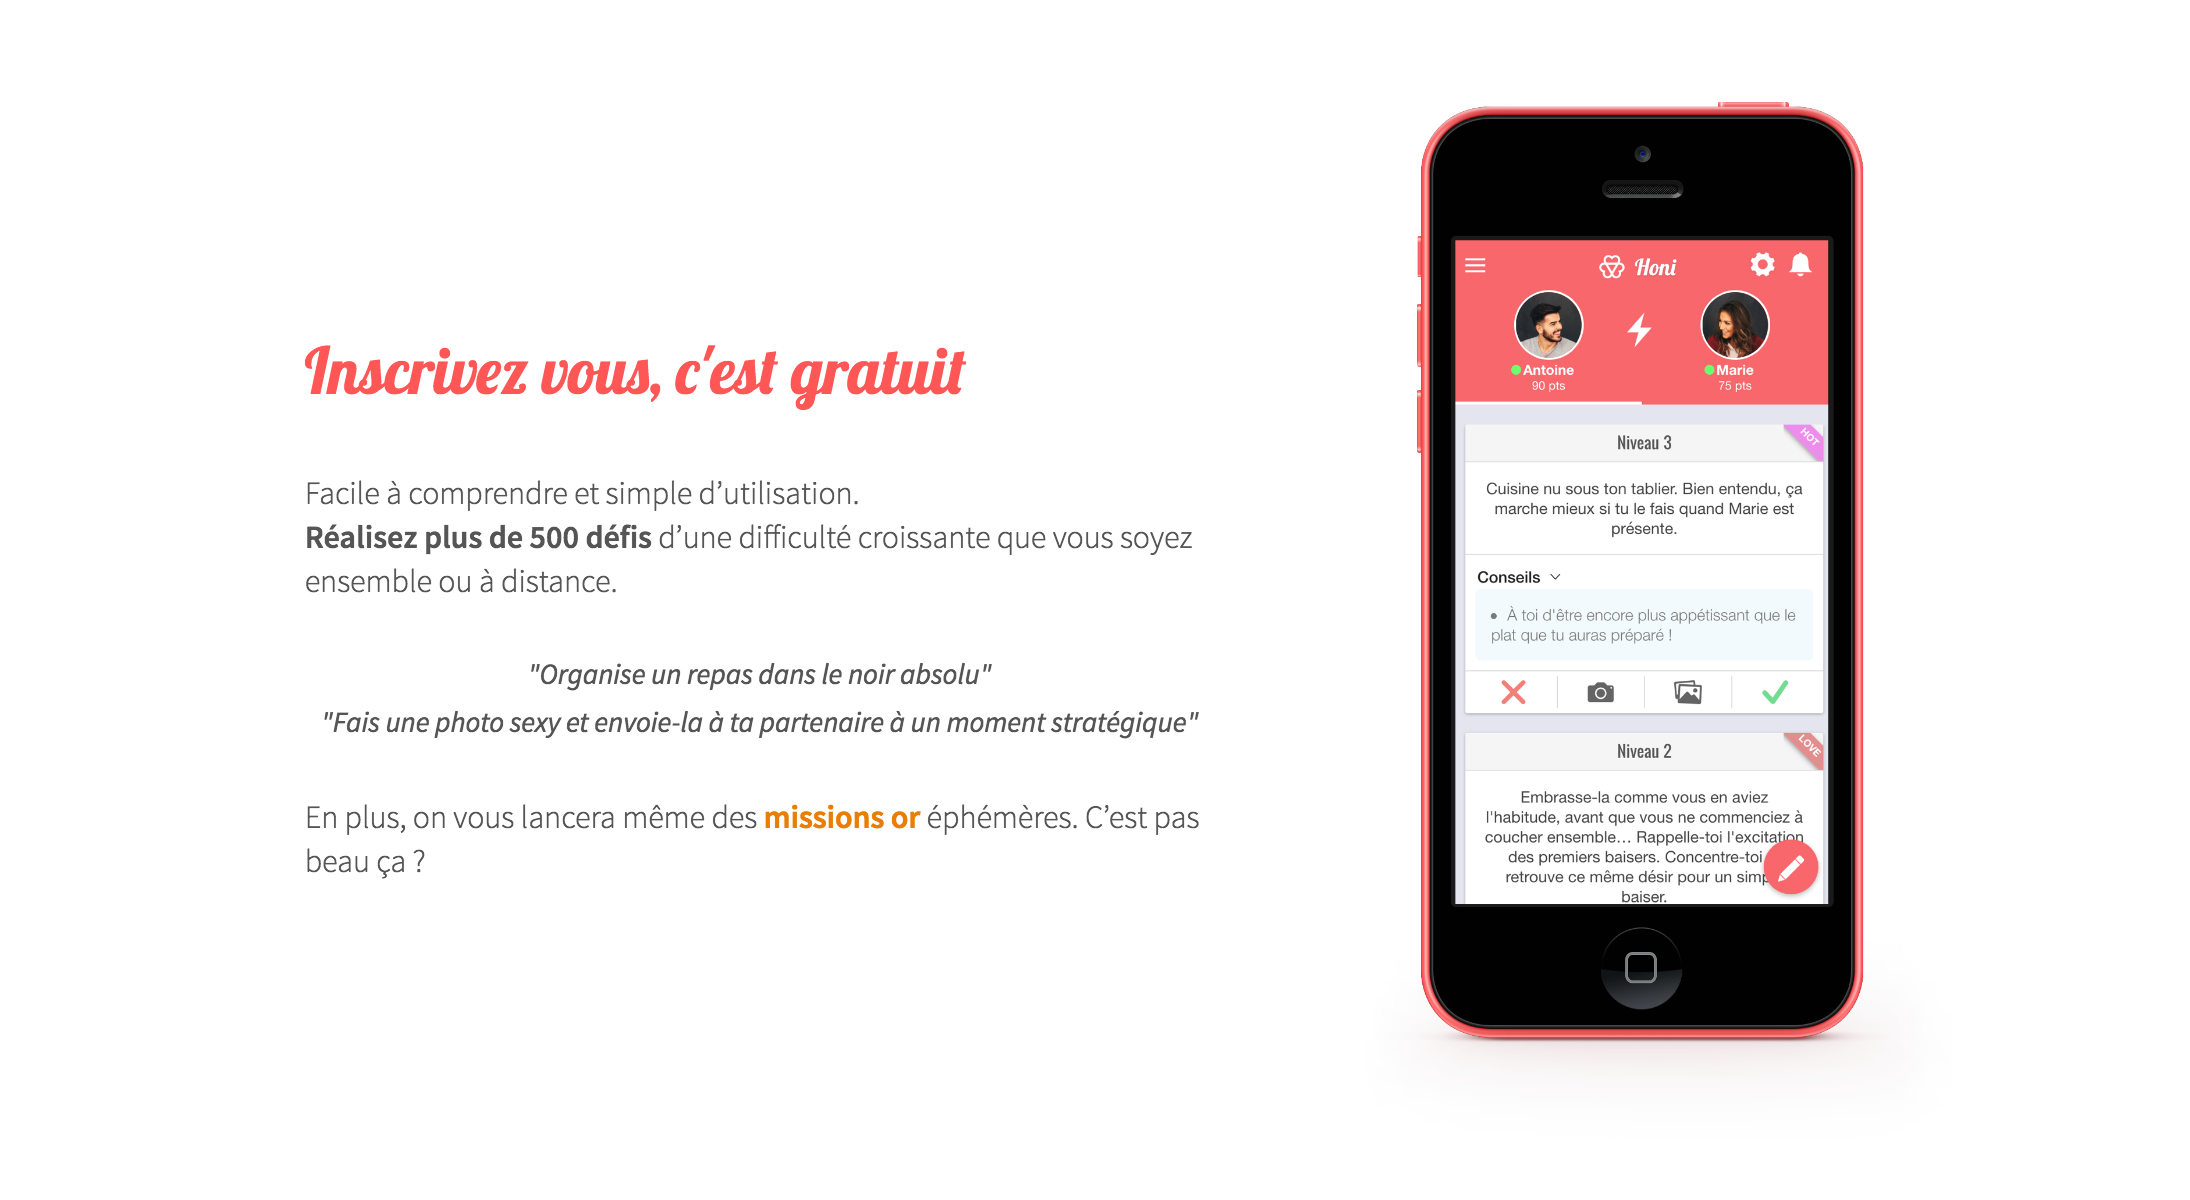 Inscrivez vous, c'est gratuit
Facile à comprendre et simple d’utilisation.
Réalisez plus de 500 défis d’une difficulté croissante que vous soyez
ensemble ou à distance.
"Organise un repas dans le noir absolu"
"Fais une photo sexy et envoie-la à ta partenaire à un moment stratégique"
En plus, on vous lancera même des missions or éphémères. C’est pas
beau ça ?
Honi
Antoine
90 pts
Marie
75 pts
Niveau 3
HOT
Cuisine nu sous ton tablier. Bien entendu, ça
marche mieux si tu le fais quand Marie est
présente.
Conseils
• À toi d'être encore plus appétissant que le
plat que tu auras préparé !
Niveau 2
LOVE
Embrasse-la comme vous en aviez
l'habitude, avant que vous ne commenciez à
coucher ensemble... Rappelle-toi l'excitation
des premiers baisers. Concentre-toi
retrouve ce même désir pour un simp
baiser.